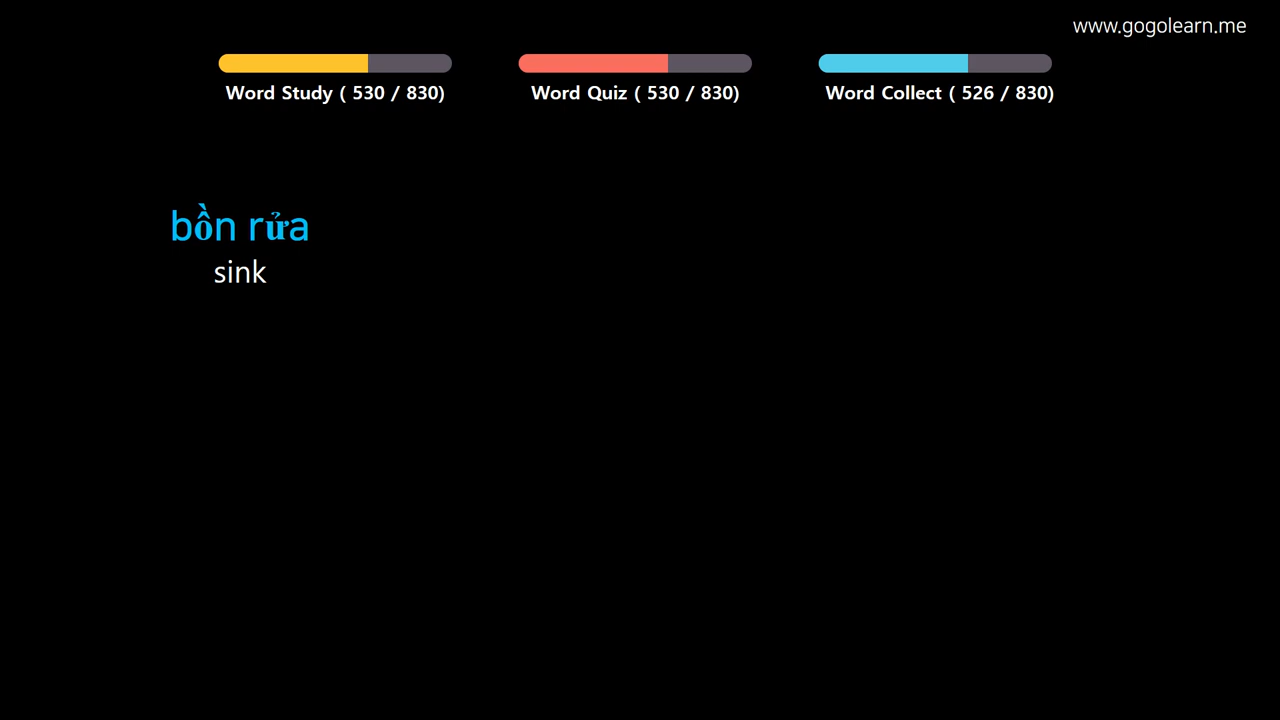 www.gogolearn.me
Word Study ( 530 / 830)
Word Quiz ( 530 / 830)
Word Collect ( 526 / 830)
bồn rửa
sink